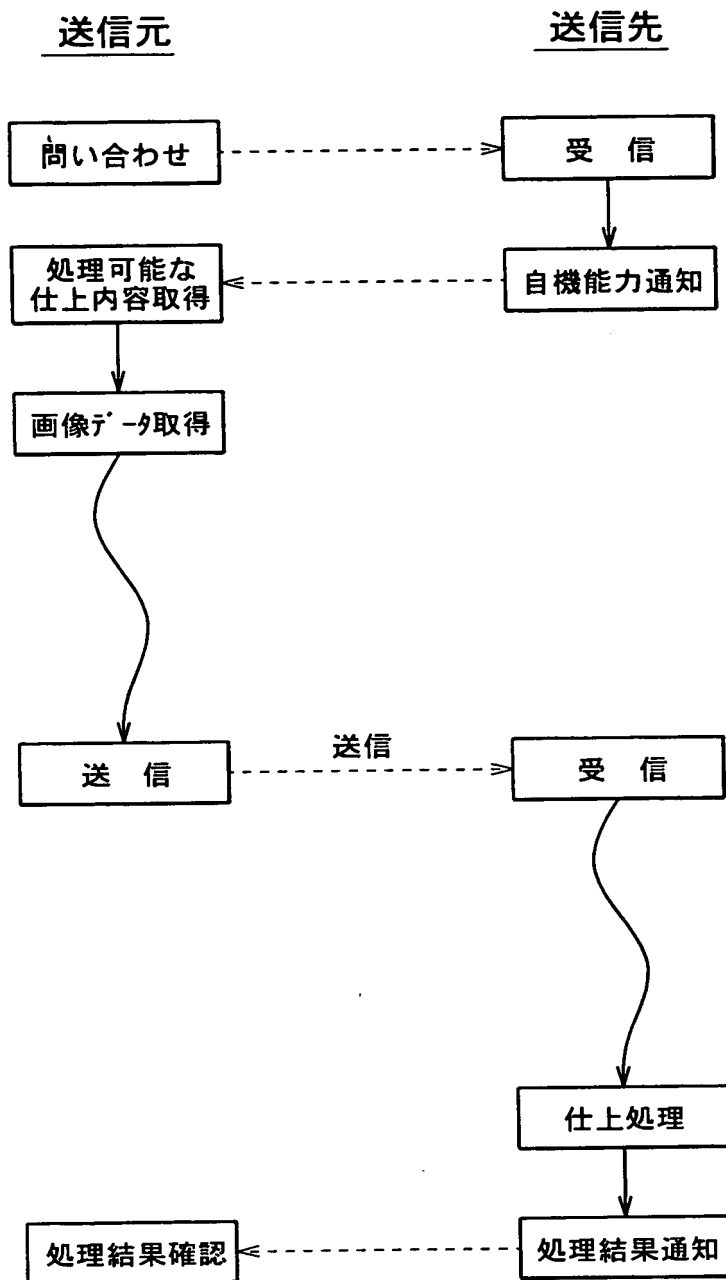 送信元
送信先
問い合わせ
受 信
処理可能な
仕上内容取得
自機能力通知
画像データ取得
送 信
送信
受 信
仕上処理
処理結果確認
処理結果通知